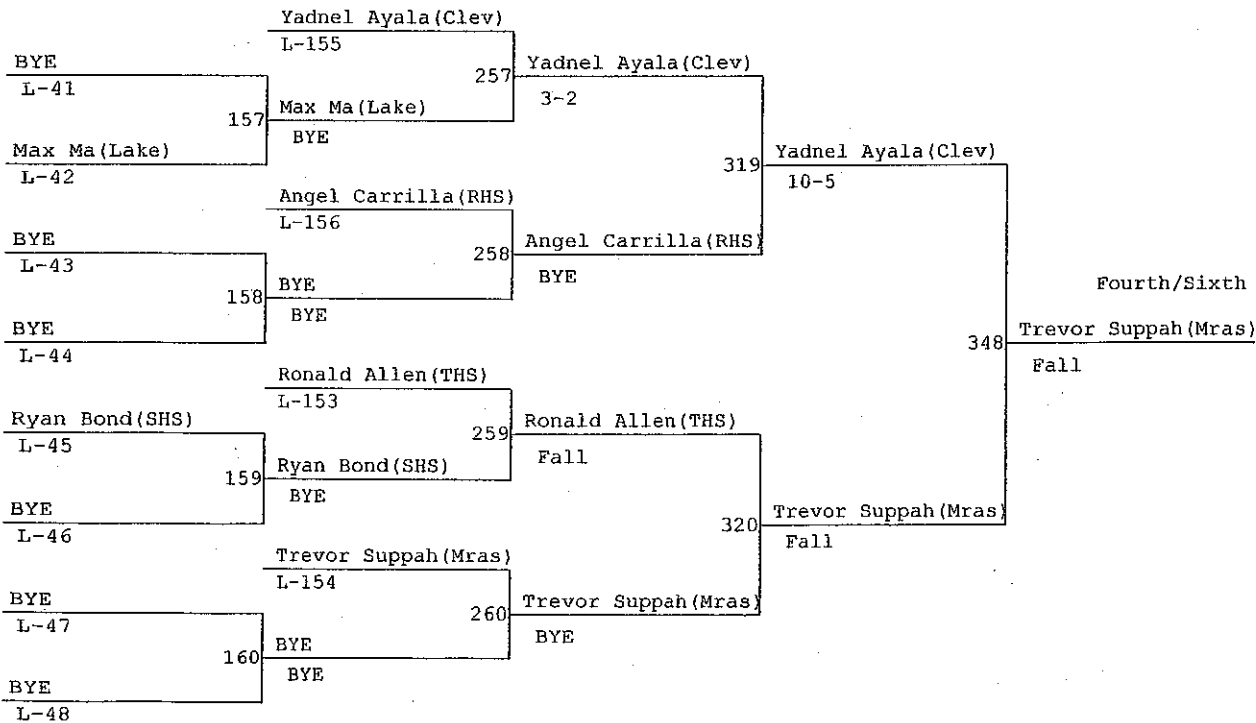 Yadnel Ayala(Clev)
L-155
BYE
L-41
257
Yadnel Ayala(Clev)
3-2
157
Max Ma(Lake)
BYE
Max Ma(Lake)
L-42
319
Yadnel Ayala(Clev)
10-5
Angel Carrilla(RHS)
L-156
BYE
L-43
258
Angel Carrilla(RHS)
BYE
158
BYE
BYE
Fourth/Sixth
BYE
L-44
348
Trevor Suppah(Mras)
Fall
Ronald Allen(THS)
L-153
Ryan Bond(SHS)
L-45
259
Ronald Allen(THS)
Fall
159
Ryan Bond(SHS)
BYE
BYE
L-46
320
Trevor Suppah(Mras)
Fall
Trevor Suppah(Mras)
L-154
BYE
L-47
260
Trevor Suppah(Mras)
BYE
160
BYE
BYE
BYE
L-48